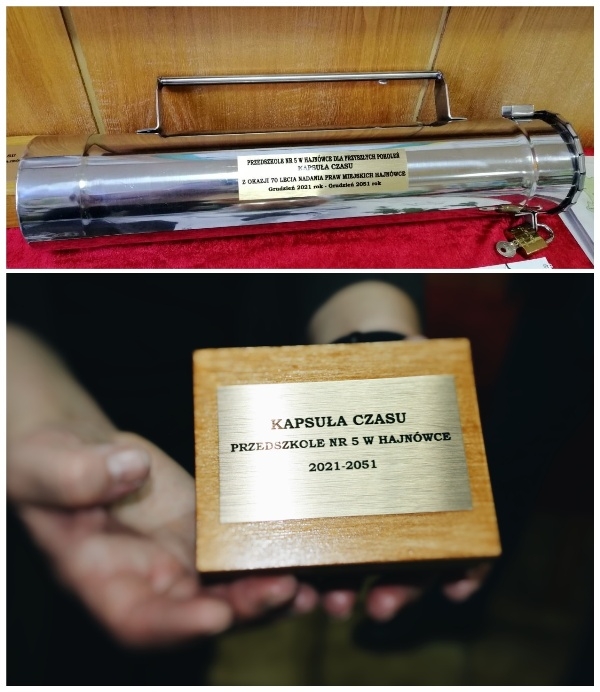 PRZEDSZKOLE NR 5 W HAJNÓWCE DLA PRZYSZŁYCH POKOLEŃ
KAPSUŁA CZASU
Z OKAZJI 70 LECIA NADANIA PRAW MIEJSKICH HAJNÓWCE
Grudzień 2021 rok - Grudzień 2051 rok
KAPSUŁA CZASU
PRZEDSZKOLE NR 5 W HAJNÓWCE
2021-2051